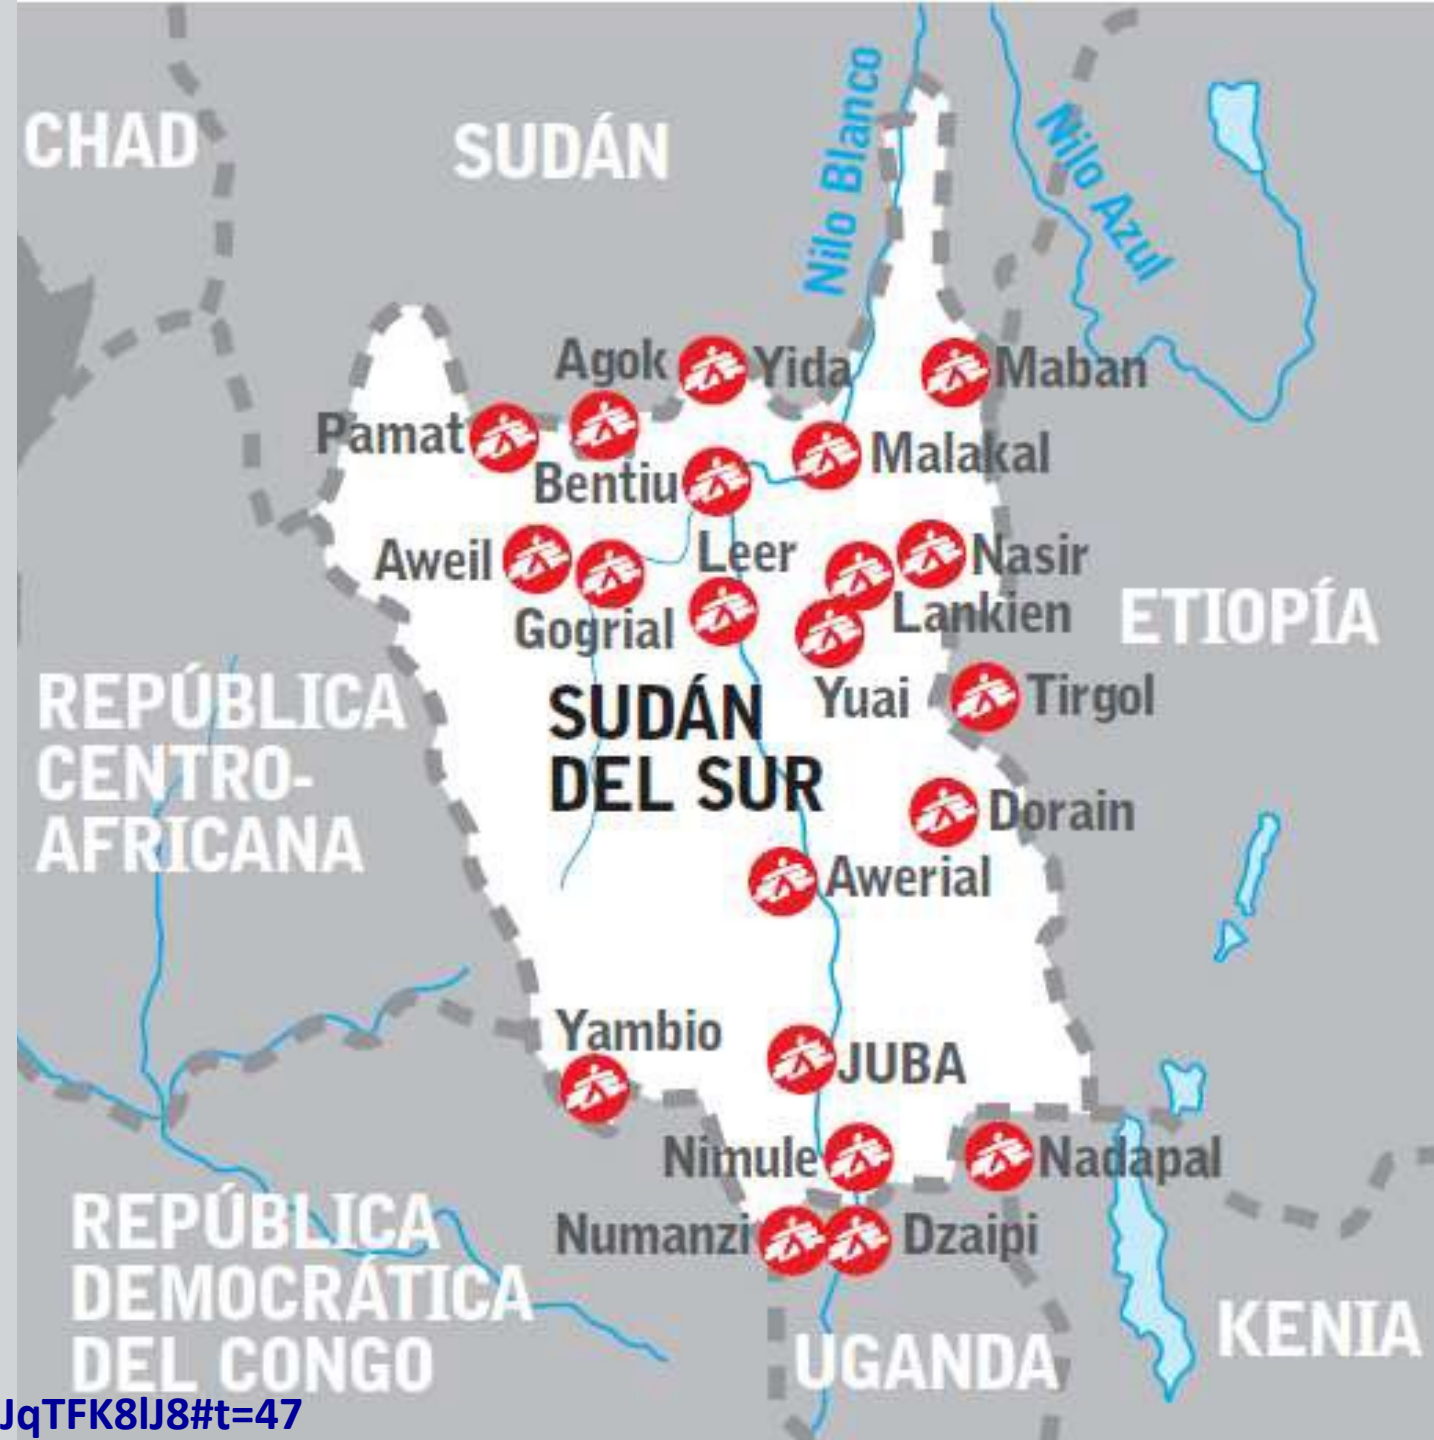 CHAD
SUDÁN
Nilo Blanco
Nilo Azul
Agok
Yida
Maban
Pamat
Malakal
Bentiu
Aweil
Leer
Nasir
Gogrial
Lankien
ETIOPÍA
REPÚBLICA
CENTRO-
AFRICANA
SUDÁN
DEL SUR
Yuai
Tirgol
Dorain
Awerial
Yambio
JUBA
Nimule
Nadapal
Numanzi
Dzaipi
REPÚBLICA
DEMOCRÁTICA
DEL CONGO
UGANDA
KENIA
JqTFK8lJ8#t=47